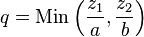 q = Min ( z₁/a , z₂/b )